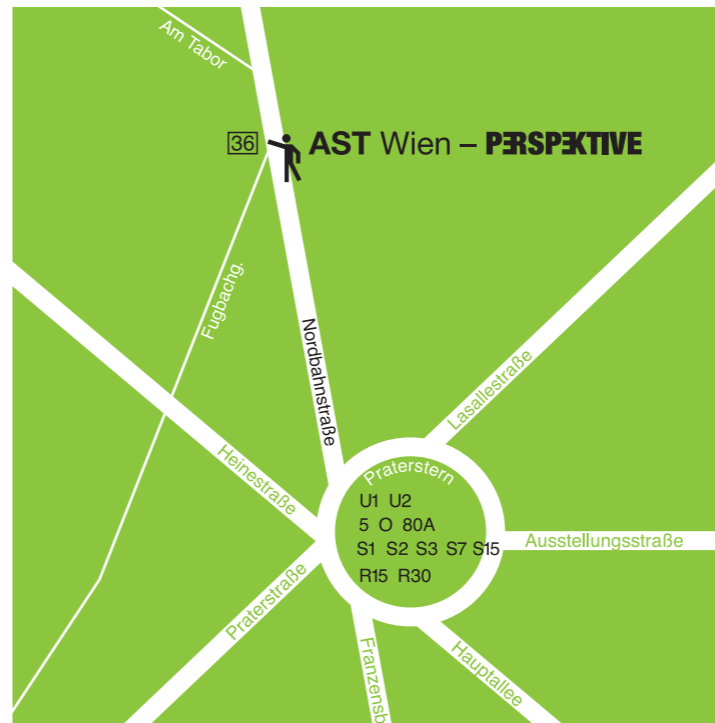 Am Tabor
36 AST Wien – PERSPEKTIVE
Fugbachg.
Nordbahnstraße
Lasallestraße
Heinestraße
Praterstern
U1 U2
5 O 80A
S1 S2 S3 S7 S15
R15 R30
Ausstellungsstraße
Praterstraße
Franzensb
Hauptallee